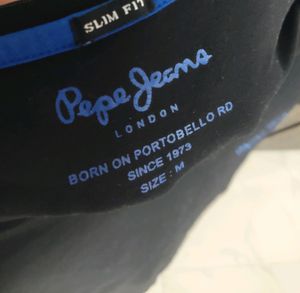 SLIM FIT
Pepe Jeans
LONDON
BORN ON PORTOBELLO RD
SINCE 1973
SIZE : M